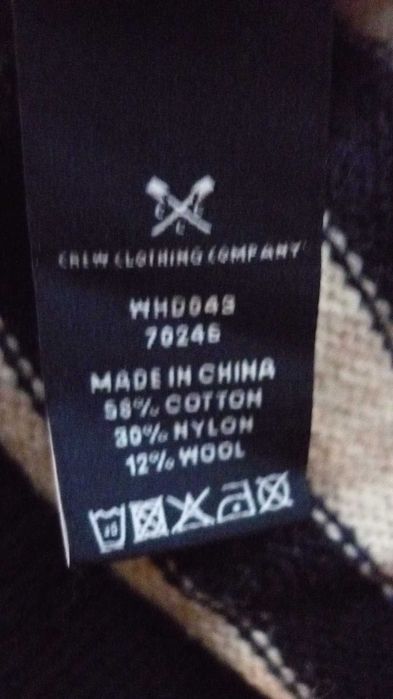 CREW CLOTHING COMPANY
WHD043
70246
MADE IN CHINA
58% COTTON
30% NYLON
12% WOOL